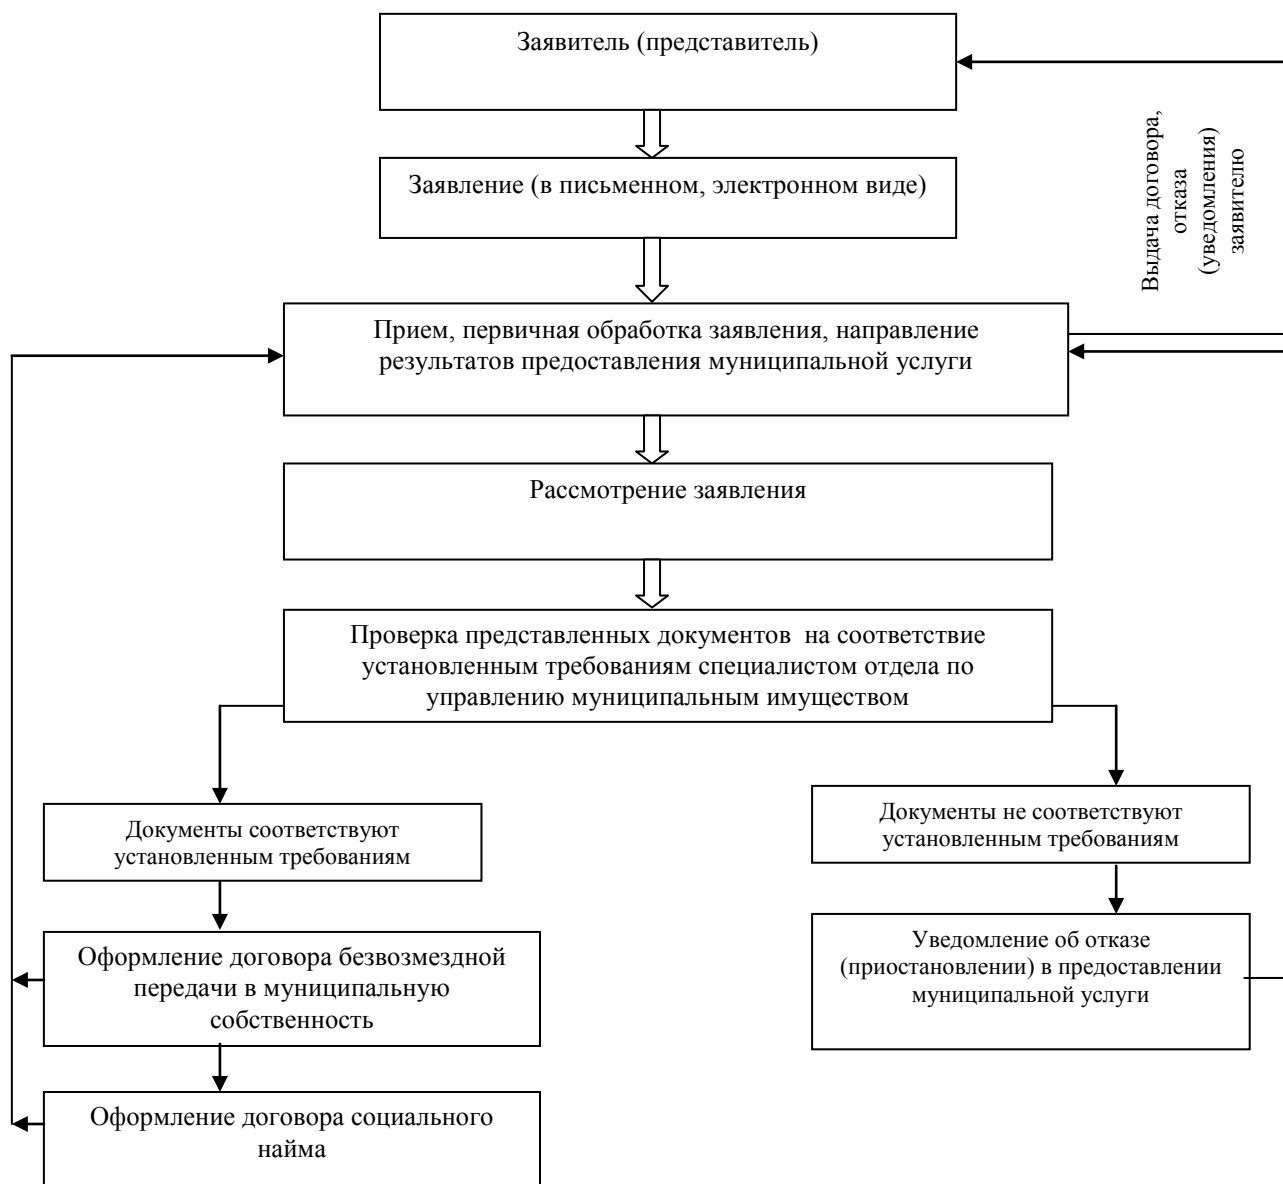 Заявитель (представитель)
Заявление (в письменном, электронном виде)
Выдача договора,
отказа
(уведомления)
заявителю
Прием, первичная обработка заявления, направление
результатов предоставления муниципальной услуги
Рассмотрение заявления
Проверка представленных документов  на соответствие
установленным требованиям специалистом отдела по
управлению муниципальным имуществом
Документы соответствуют
установленным требованиям
Документы не соответствуют
установленным требованиям
Оформление договора безвозмездной
передачи в муниципальную
собственность
Уведомление об отказе
(приостановлении) в предоставлении
муниципальной услуги
Оформление договора социального
найма